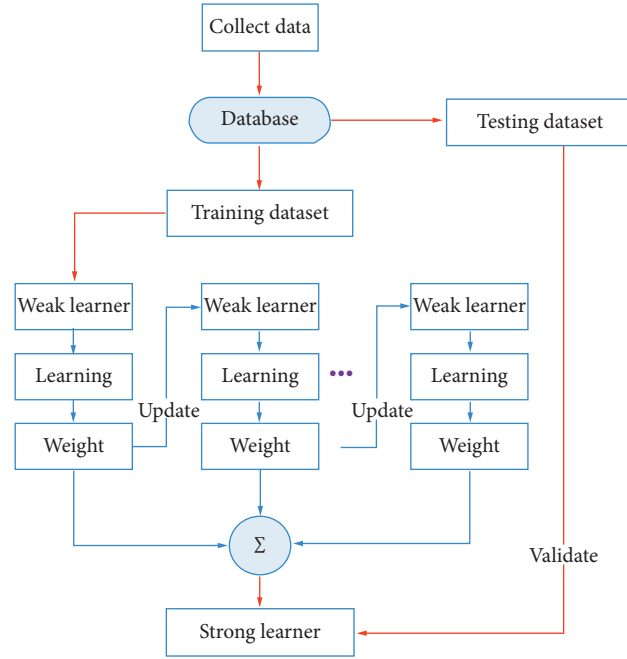 Collect data
Database
Testing dataset
Training dataset
Weak learner
Weak learner
Weak learner
Learning
Learning
•••
Learning
Update
Update
Weight
Weight
Weight
Σ
Validate
Strong learner